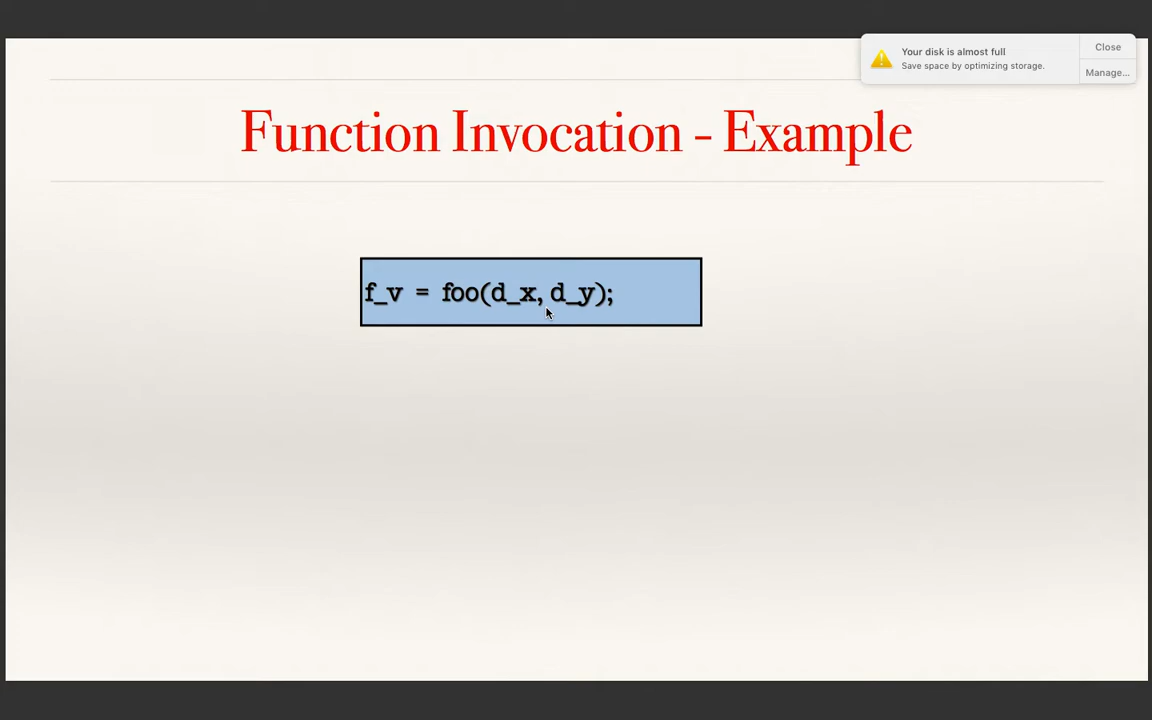 Your disk is almost full
Save space by optimizing storage.
Close
Manage...
Function Invocation - Example
f_v = foo(d_x, d_y);